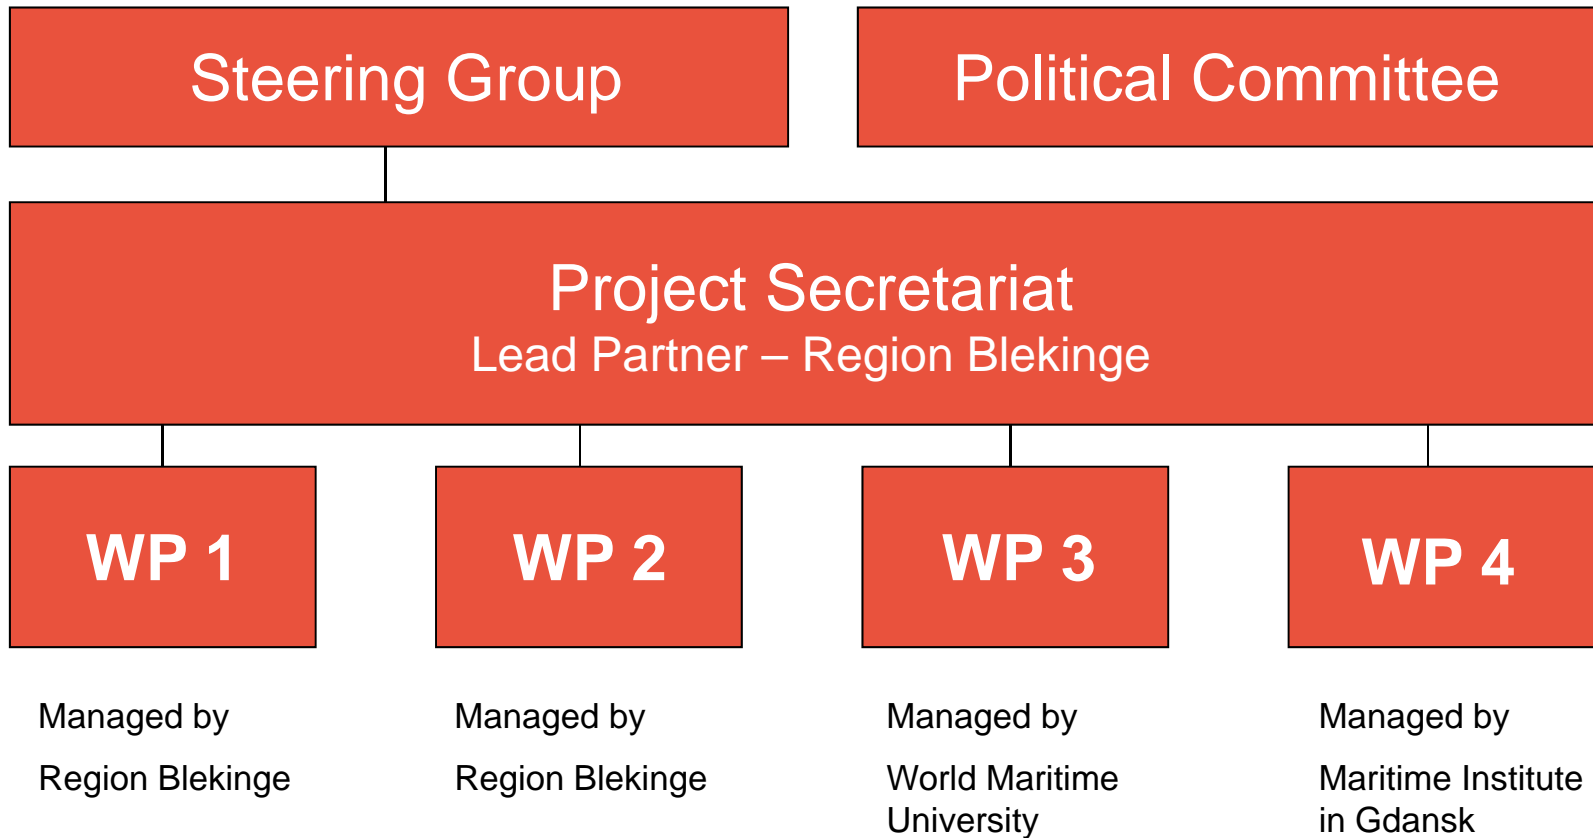 Steering Group
Political Committee
Project Secretariat
Lead Partner – Region Blekinge
WP 1
WP 2
WP 3
WP 4
Managed by
Region Blekinge
Managed by
Region Blekinge
Managed by
World Maritime
University
Managed by
Maritime Institute
in Gdansk